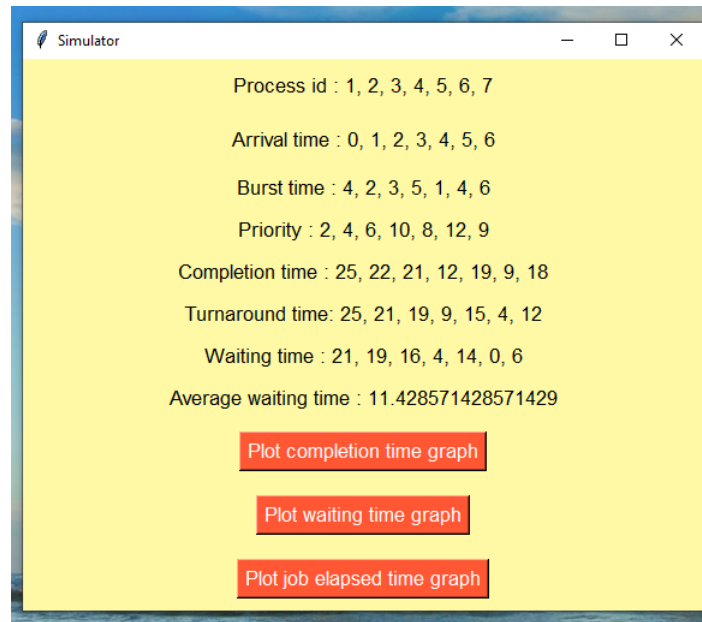 Simulator
Process id : 1, 2, 3, 4, 5, 6, 7
Arrival time : 0, 1, 2, 3, 4, 5, 6
Burst time : 4, 2, 3, 5, 1, 4, 6
Priority : 2, 4, 6, 10, 8, 12, 9
Completion time : 25, 22, 21, 12, 19, 9, 18
Turnaround time: 25, 21, 19, 9, 15, 4, 12
Waiting time : 21, 19, 16, 4, 14, 0, 6
Average waiting time : 11.428571428571429
Plot completion time graph
Plot waiting time graph
Plot job elapsed time graph